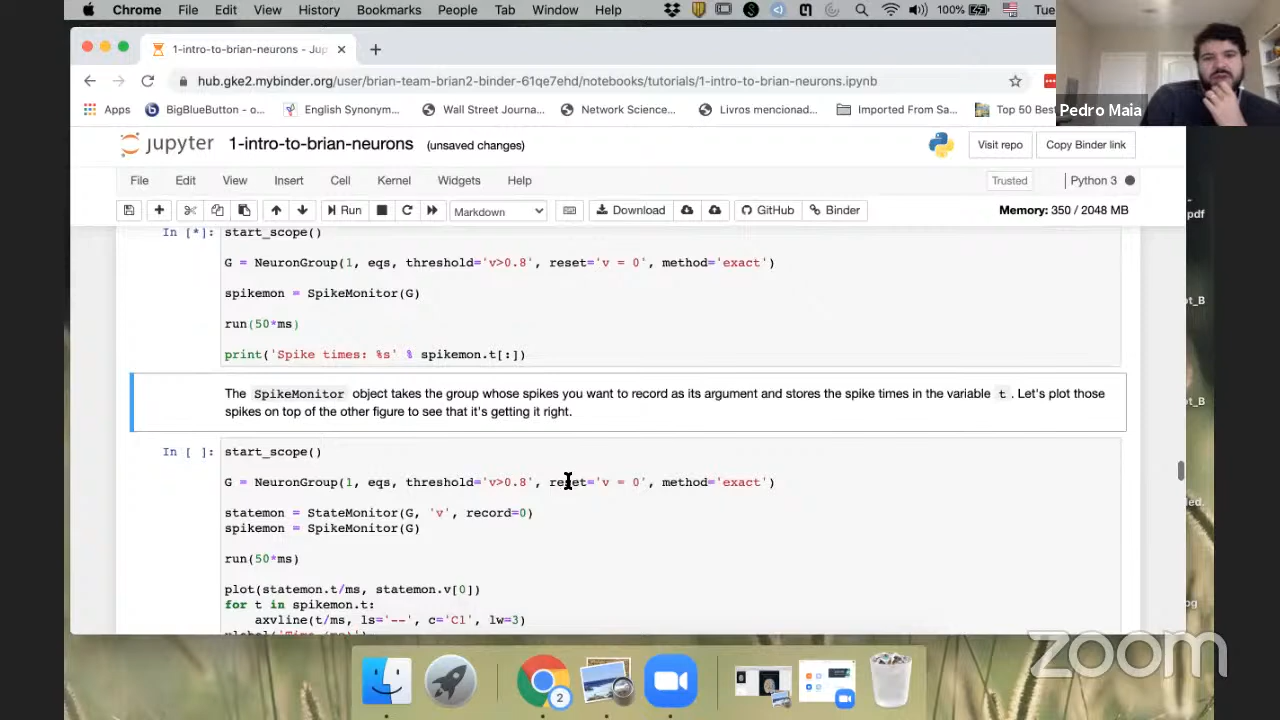 Chrome File Edit View History Bookmarks People Tab Window Help 100% Tue
1-intro-to-brian-neurons - Jup
hub.gke2.mybinder.org/user/brian-team-brian2-binder-61qe7ehd/notebooks/tutorials/1-intro-to-brian-neurons.ipynb
Pedro Maia
Apps BigBlueButton - o... English Synonym... Wall Street Journa... Network Science... Livros mencionad... Imported From Sa... Top 50 Best
jupyter 1-intro-to-brian-neurons (unsaved changes) Visit repo Copy Binder link
File Edit View Insert Cell Kernel Widgets Help Trusted Python 3
Run Markdown Download GitHub Binder Memory: 350 / 2048 MB
.pdf
In [*]: start_scope()
G = NeuronGroup(1, eqs, threshold='v>0.8', reset='v = 0', method='exact')
spikemon = SpikeMonitor(G)
ot_B
run(50*ms)
print('Spike times: %s' % spikemon.t[:])
The SpikeMonitor object takes the group whose spikes you want to record as its argument and stores the spike times in the variable t . Let's plot those
ot_B
spikes on top of the other figure to see that it's getting it right.
In [ ]: start_scope()
G = NeuronGroup(1, eqs, threshold='v>0.8', reset='v = 0', method='exact')
led.
statemon = StateMonitor(G, 'v', record=0)
spikemon = SpikeMonitor(G)
run(50*ms)
plot(statemon.t/ms, statemon.v[0])
for t in spikemon.t:
og
axvline(t/ms, ls='--', c='C1', lw=3)
zoom
2